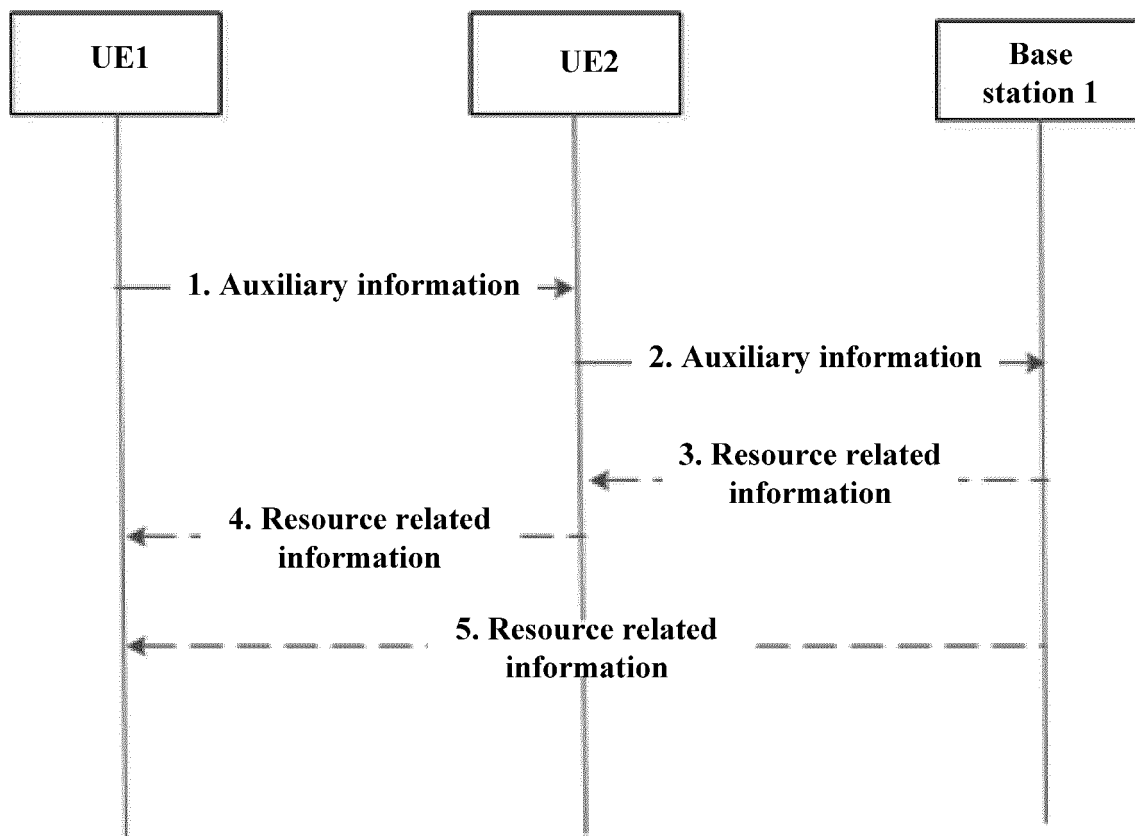 UE1
UE2
Base
station 1
1. Auxiliary information
2. Auxiliary information
3. Resource related
information
4. Resource related
information
5. Resource related
information